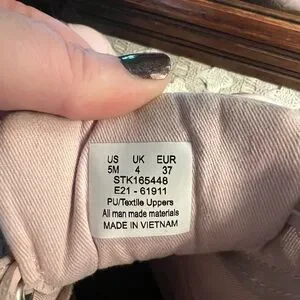 US UK EUR
5M 4 37
STK165448
E21 - 61911
PU/Textile Uppers
All man made materials
MADE IN VIETNAM